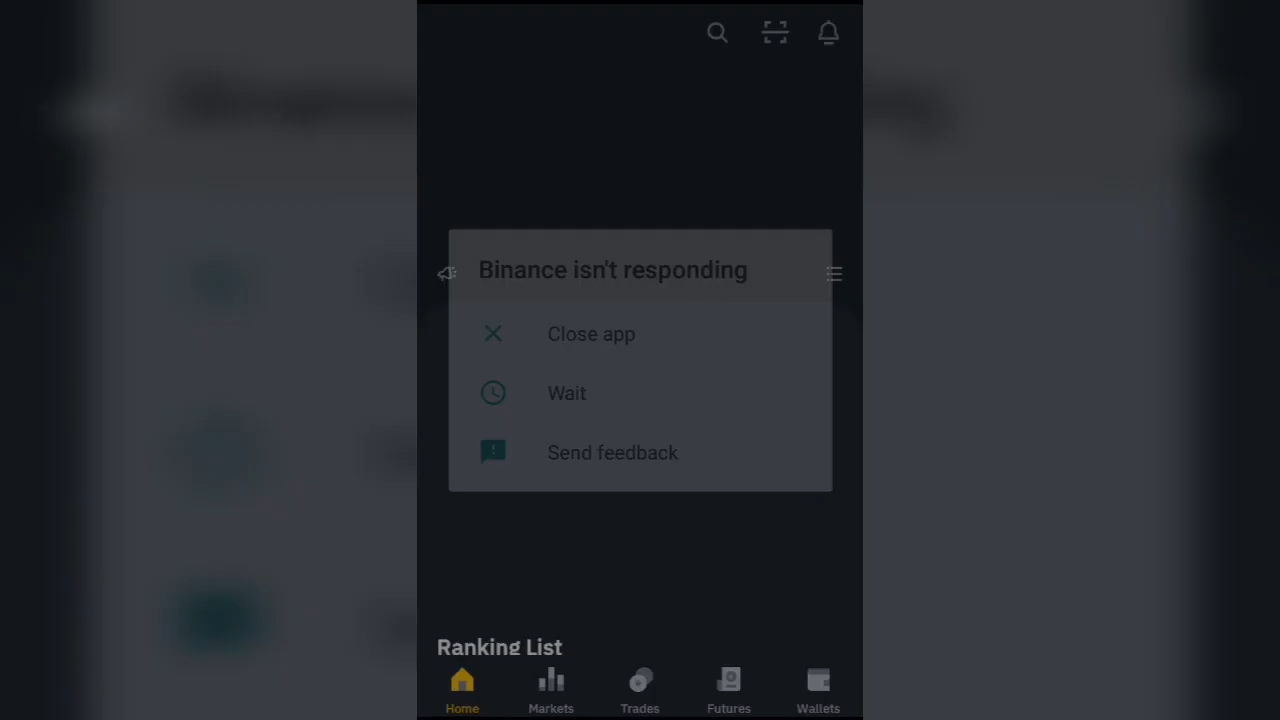 Binance isn't responding
Close app
Wait
Send feedback
Ranking List
Home Markets Trades Futures Wallets